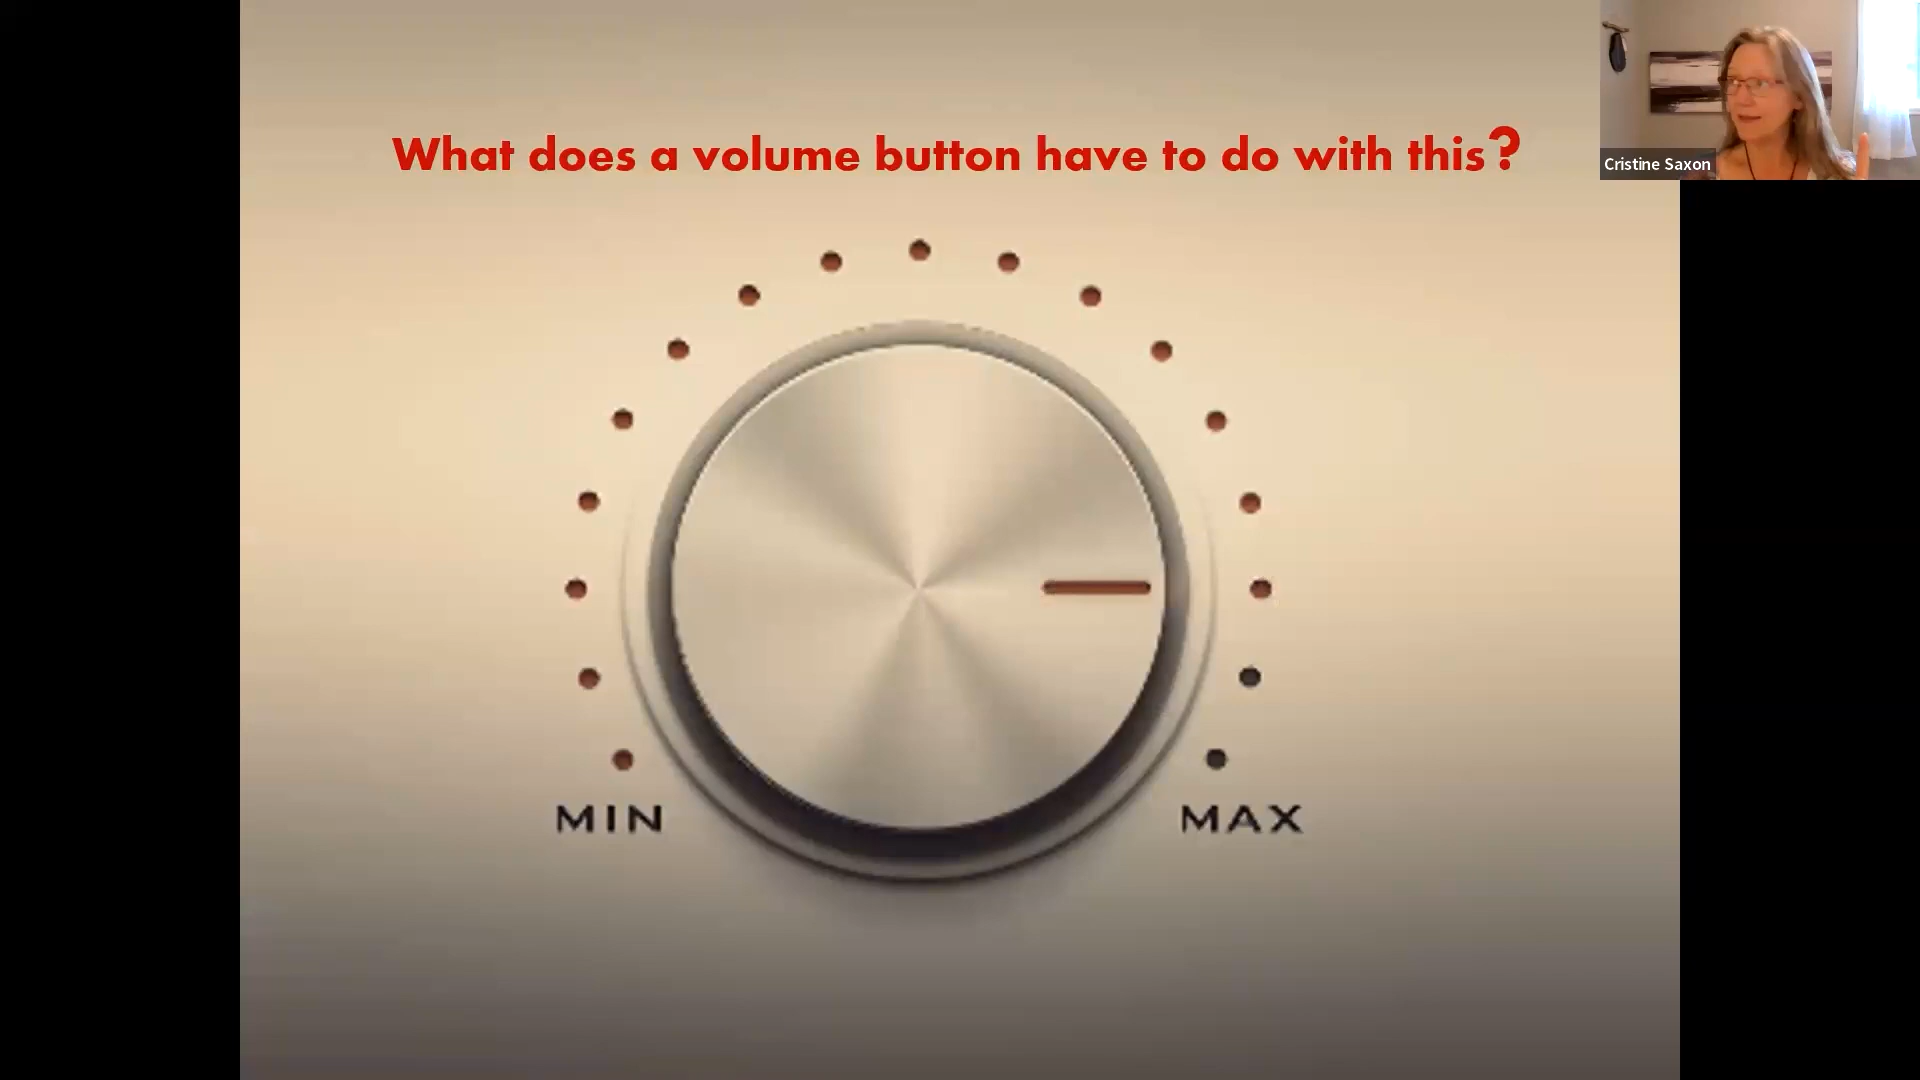 What does a volume button have to do with this?
Cristine Saxon
MIN
MAX